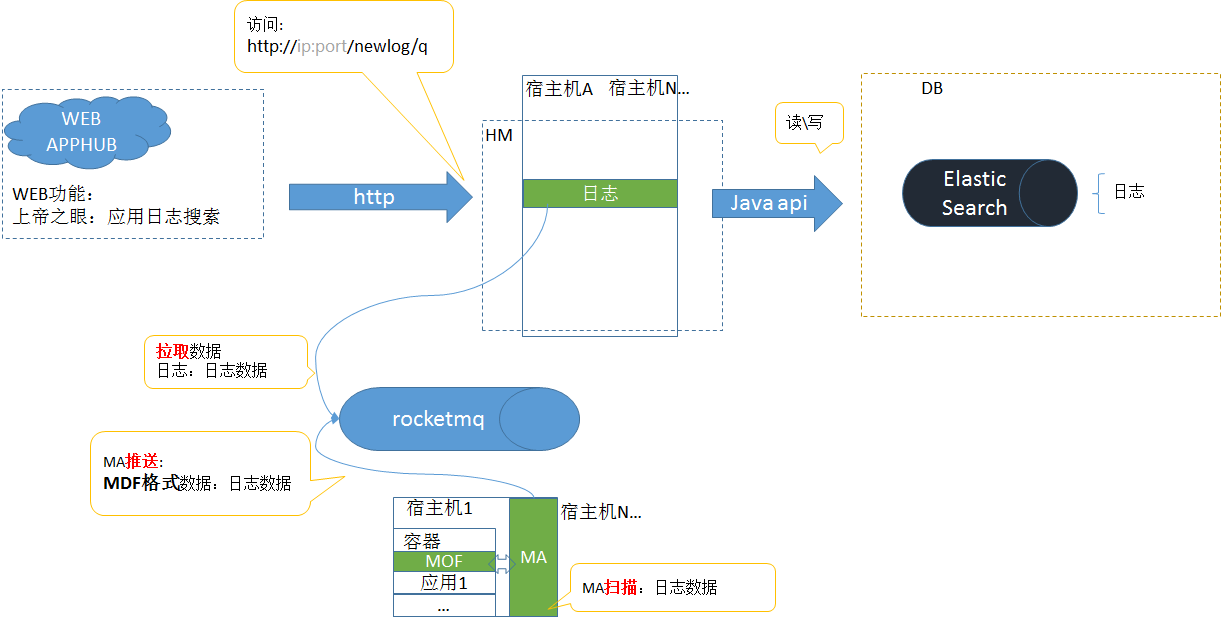 访问:
http://ip:port/newlog/q
WEB
APPHUB
WEB功能：
上帝之眼：应用日志搜索
http
宿主机A 宿主机N...
HM
日志
读\写
Java api
DB
Elastic
Search
日志
拉取数据
日志：日志数据
rocketmq
MA推送:
MDF格式数据：日志数据
宿主机1
宿主机N...
容器
MOF
应用1
...
MA
MA扫描：日志数据